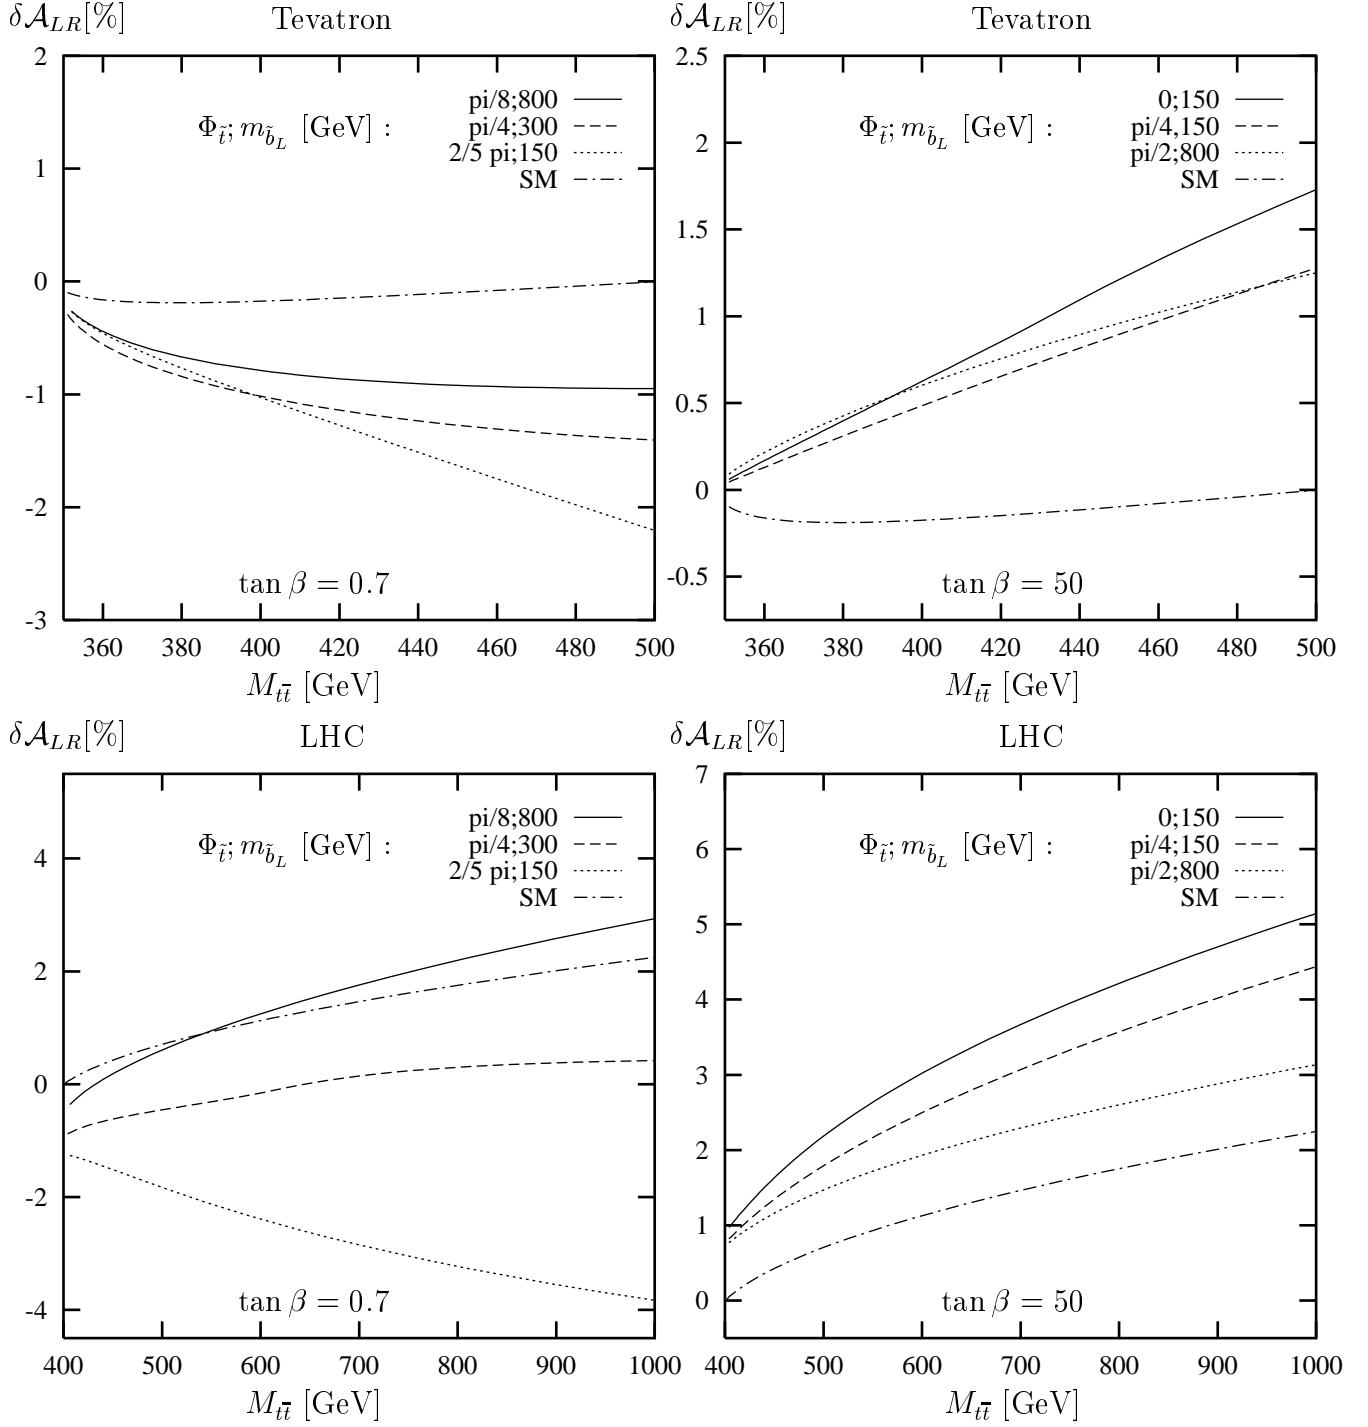 δA_LR[%] Tevatron
2
1
0
-1
-2
-3
Φ_t̃; m_b̃_L [GeV] :
pi/8;800
pi/4;300
2/5 pi;150
SM
tan β = 0.7
360 380 400 420 440 460 480 500
M_tt̅ [GeV]
δA_LR[%] Tevatron
2.5
2
1.5
1
0.5
0
-0.5
Φ_t̃; m_b̃_L [GeV] :
0;150
pi/4,150
pi/2;800
SM
tan β = 50
360 380 400 420 440 460 480 500
M_tt̅ [GeV]
δA_LR[%] LHC
4
2
0
-2
-4
Φ_t̃; m_b̃_L [GeV] :
pi/8;800
pi/4;300
2/5 pi;150
SM
tan β = 0.7
400 500 600 700 800 900 1000
M_tt̅ [GeV]
δA_LR[%] LHC
7
6
5
4
3
2
1
0
Φ_t̃; m_b̃_L [GeV] :
0;150
pi/4;150
pi/2;800
SM
tan β = 50
400 500 600 700 800 900 1000
M_tt̅ [GeV]